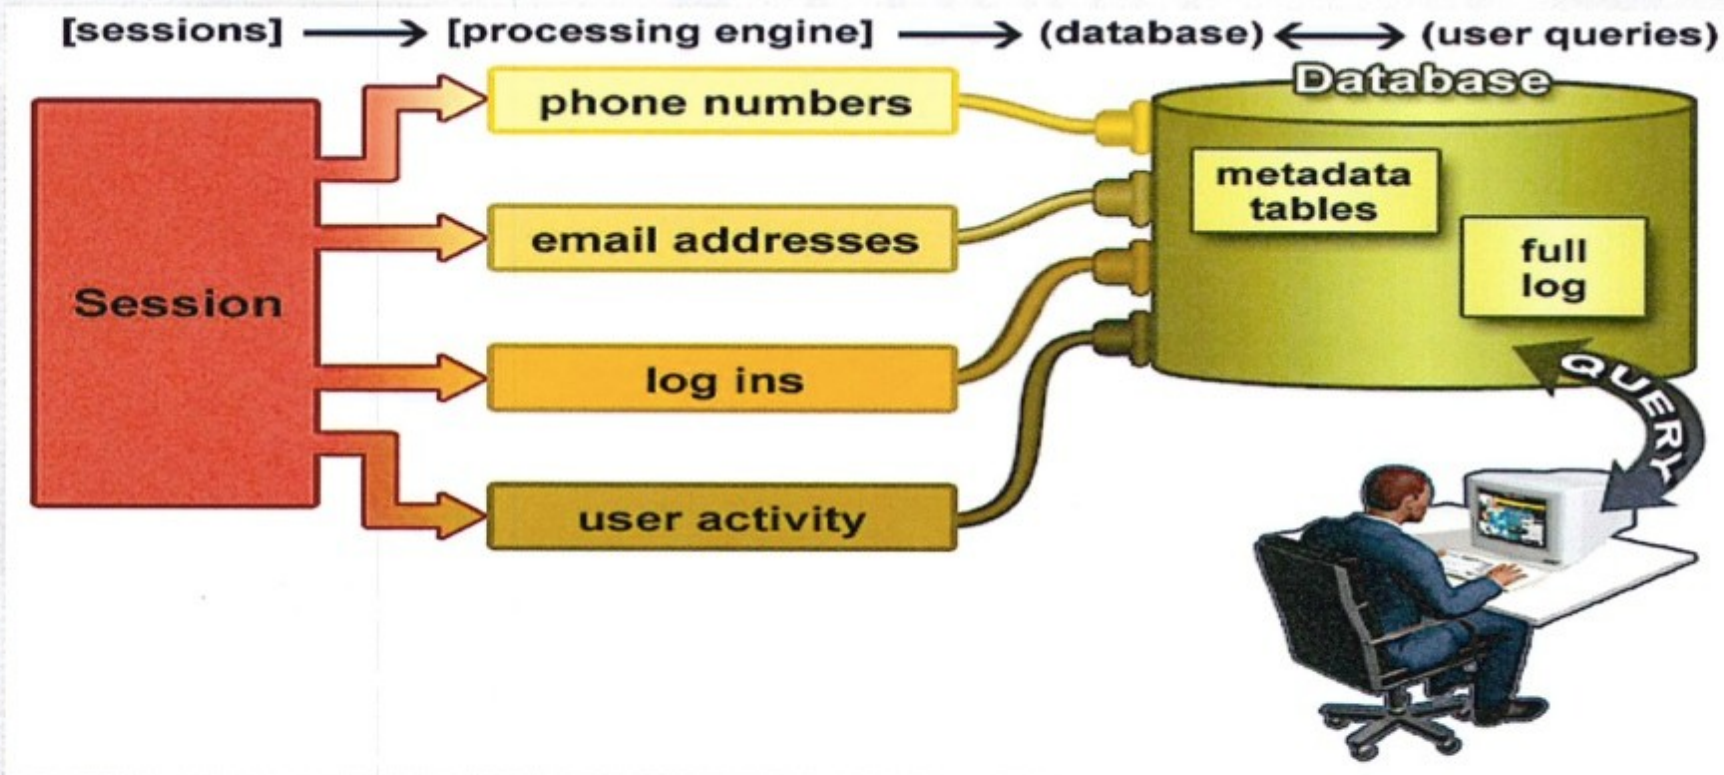 [sessions] → [processing engine] → (database) ↔ (user queries)
Database
phone numbers
metadata
tables
email addresses
full
log
Session
log ins
QUERY
user activity